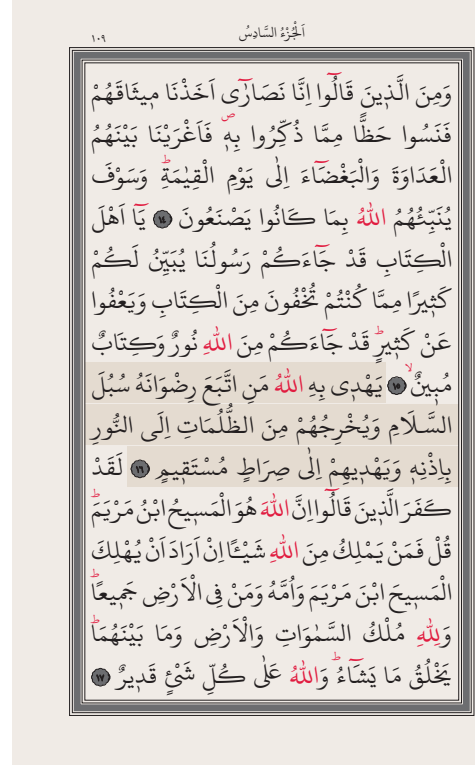 اَلْجُزْءُ السَّادِسُ
١٠٩
وَمِنَ الَّذ۪ينَ قَالُٓوا اِنَّا نَصَارٰٓى اَخَذْنَا م۪يثَاقَهُمْ
فَنَسُوا حَظًّا مِمَّا ذُكِّرُوا بِه۪ۖ فَاَغْرَيْنَا بَيْنَهُمُ
الْعَدَاوَةَ وَالْبَغْضَٓاءَ اِلٰى يَوْمِ الْقِيٰمَةِۜ وَسَوْفَ
يُنَبِّئُهُمُ اللّٰهُ بِمَا كَانُوا يَصْنَعُونَ ﴿١٤﴾ يَٓا اَهْلَ
الْكِتَابِ قَدْ جَٓاءَكُمْ رَسُولُنَا يُبَيِّنُ لَكُمْ
كَث۪يرًا مِمَّا كُنْتُمْ تُخْفُونَ مِنَ الْكِتَابِ وَيَعْفُوا
عَنْ كَث۪يرٍۜ قَدْ جَٓاءَكُمْ مِنَ اللّٰهِ نُورٌ وَكِتَابٌ
مُب۪ينٌۙ ﴿١٥﴾ يَهْد۪ى بِهِ اللّٰهُ مَنِ اتَّبَعَ رِضْوَانَهُ سُبُلَ
السَّلَامِ وَيُخْرِجُهُمْ مِنَ الظُّلُمَاتِ اِلَى النُّورِ
بِاِذْنِه۪ وَيَهْد۪يهِمْ اِلٰى صِرَاطٍ مُسْتَق۪يمٍ ﴿١٦﴾ لَقَدْ
كَفَرَ الَّذ۪ينَ قَالُٓوا اِنَّ اللّٰهَ هُوَ الْمَس۪يحُ ابْنُ مَرْيَمَۜ
قُلْ فَمَنْ يَمْلِكُ مِنَ اللّٰهِ شَيْـًٔا اِنْ اَرَادَ اَنْ يُهْلِكَ
الْمَس۪يحَ ابْنَ مَرْيَمَ وَاُمَّهُ وَمَنْ فِى الْاَرْضِ جَم۪يعًاۜ
وَلِلّٰهِ مُلْكُ السَّمٰوَاتِ وَالْاَرْضِ وَمَا بَيْنَهُمَاۜ
يَخْلُقُ مَا يَشَٓاءُۜ وَاللّٰهُ عَلٰى كُلِّ شَىْءٍ قَد۪يرٌ ﴿١٧﴾